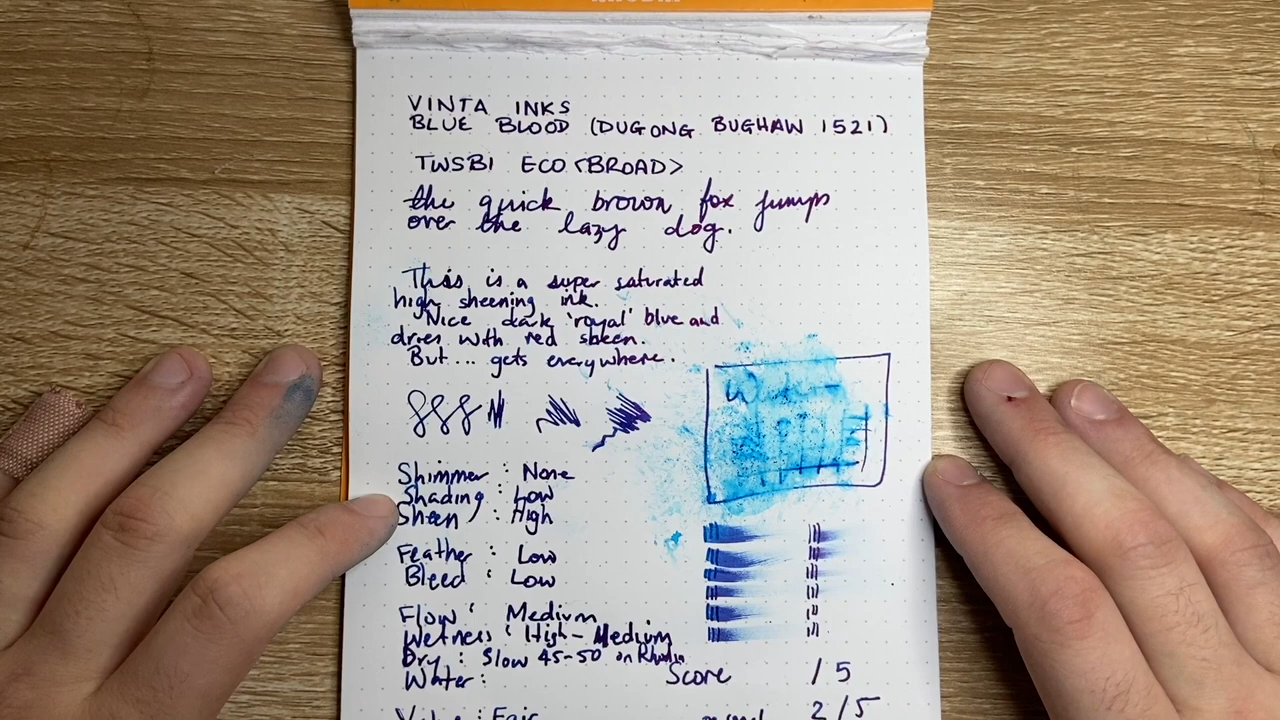 VINTA INKS
BLUE BLOOD (DUGONG BUGHAW 1521)
TWSBI ECO <BROAD>
the quick brown fox jumps
over the lazy dog.
This is a super saturated
high sheening ink.
Nice dark 'royal' blue and
dries with red sheen.
But... gets everywhere.
Water
Shimmer : None
Shading : Low
Sheen : High
Feather : Low
Bleed : Low
Flow : Medium
Wetness : High - Medium
Dry : Slow 45-50 on Rhodia
Water :
Score /5
Value : Fair
2/5